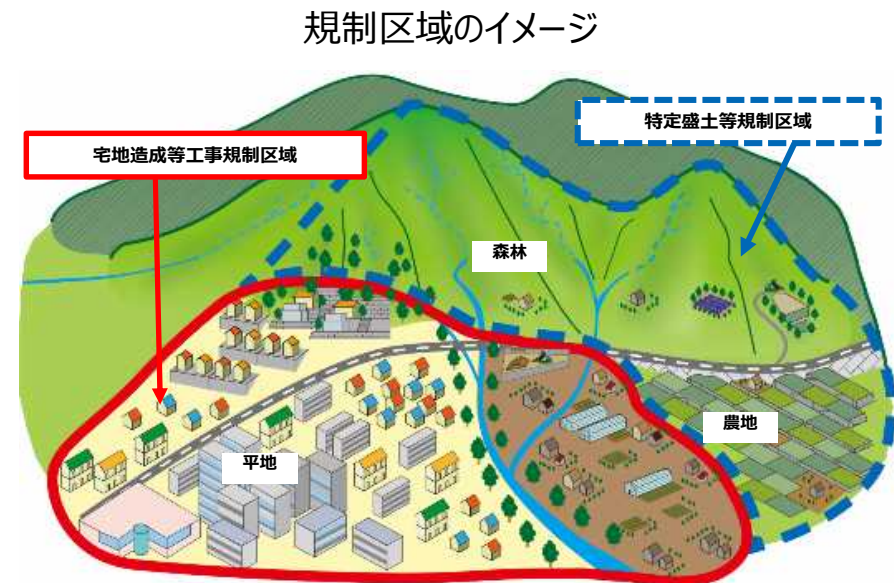 規制区域のイメージ
特定盛土等規制区域
宅地造成等工事規制区域
森林
農地
平地